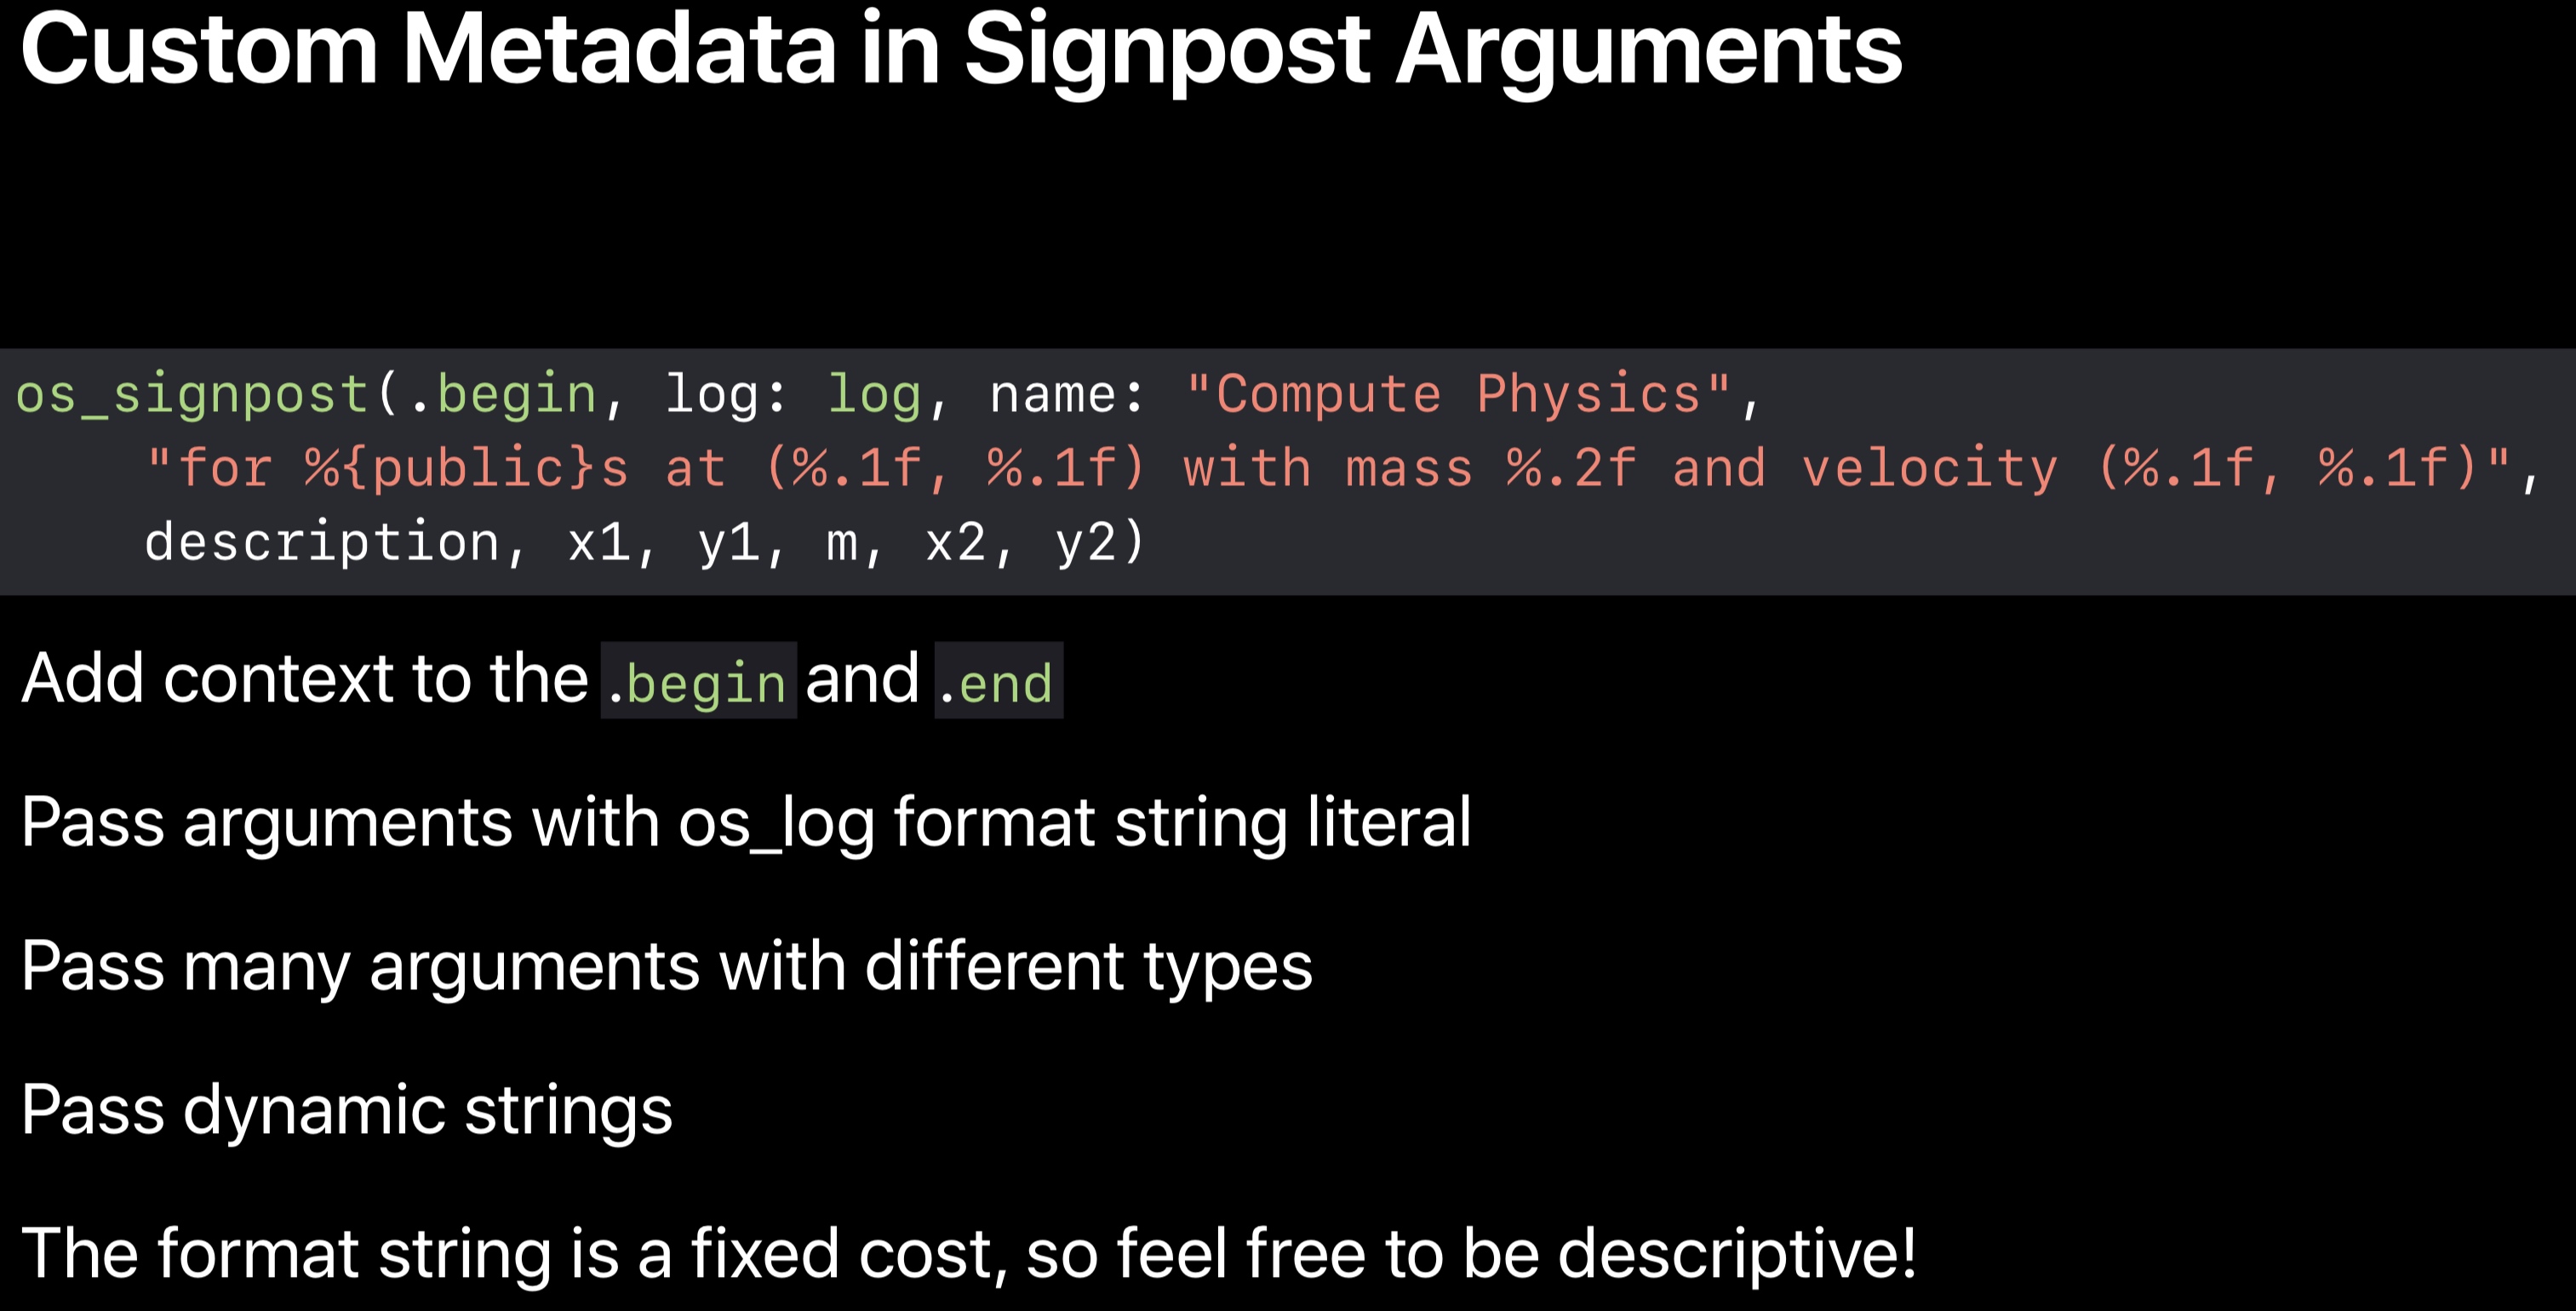 Custom Metadata in Signpost Arguments
os_signpost(.begin, log: log, name: "Compute Physics",
"for %{public}s at (%.1f, %.1f) with mass %.2f and velocity (%.1f, %.1f)",
description, x1, y1, m, x2, y2)
Add context to the .begin and .end
Pass arguments with os_log format string literal
Pass many arguments with different types
Pass dynamic strings
The format string is a fixed cost, so feel free to be descriptive!